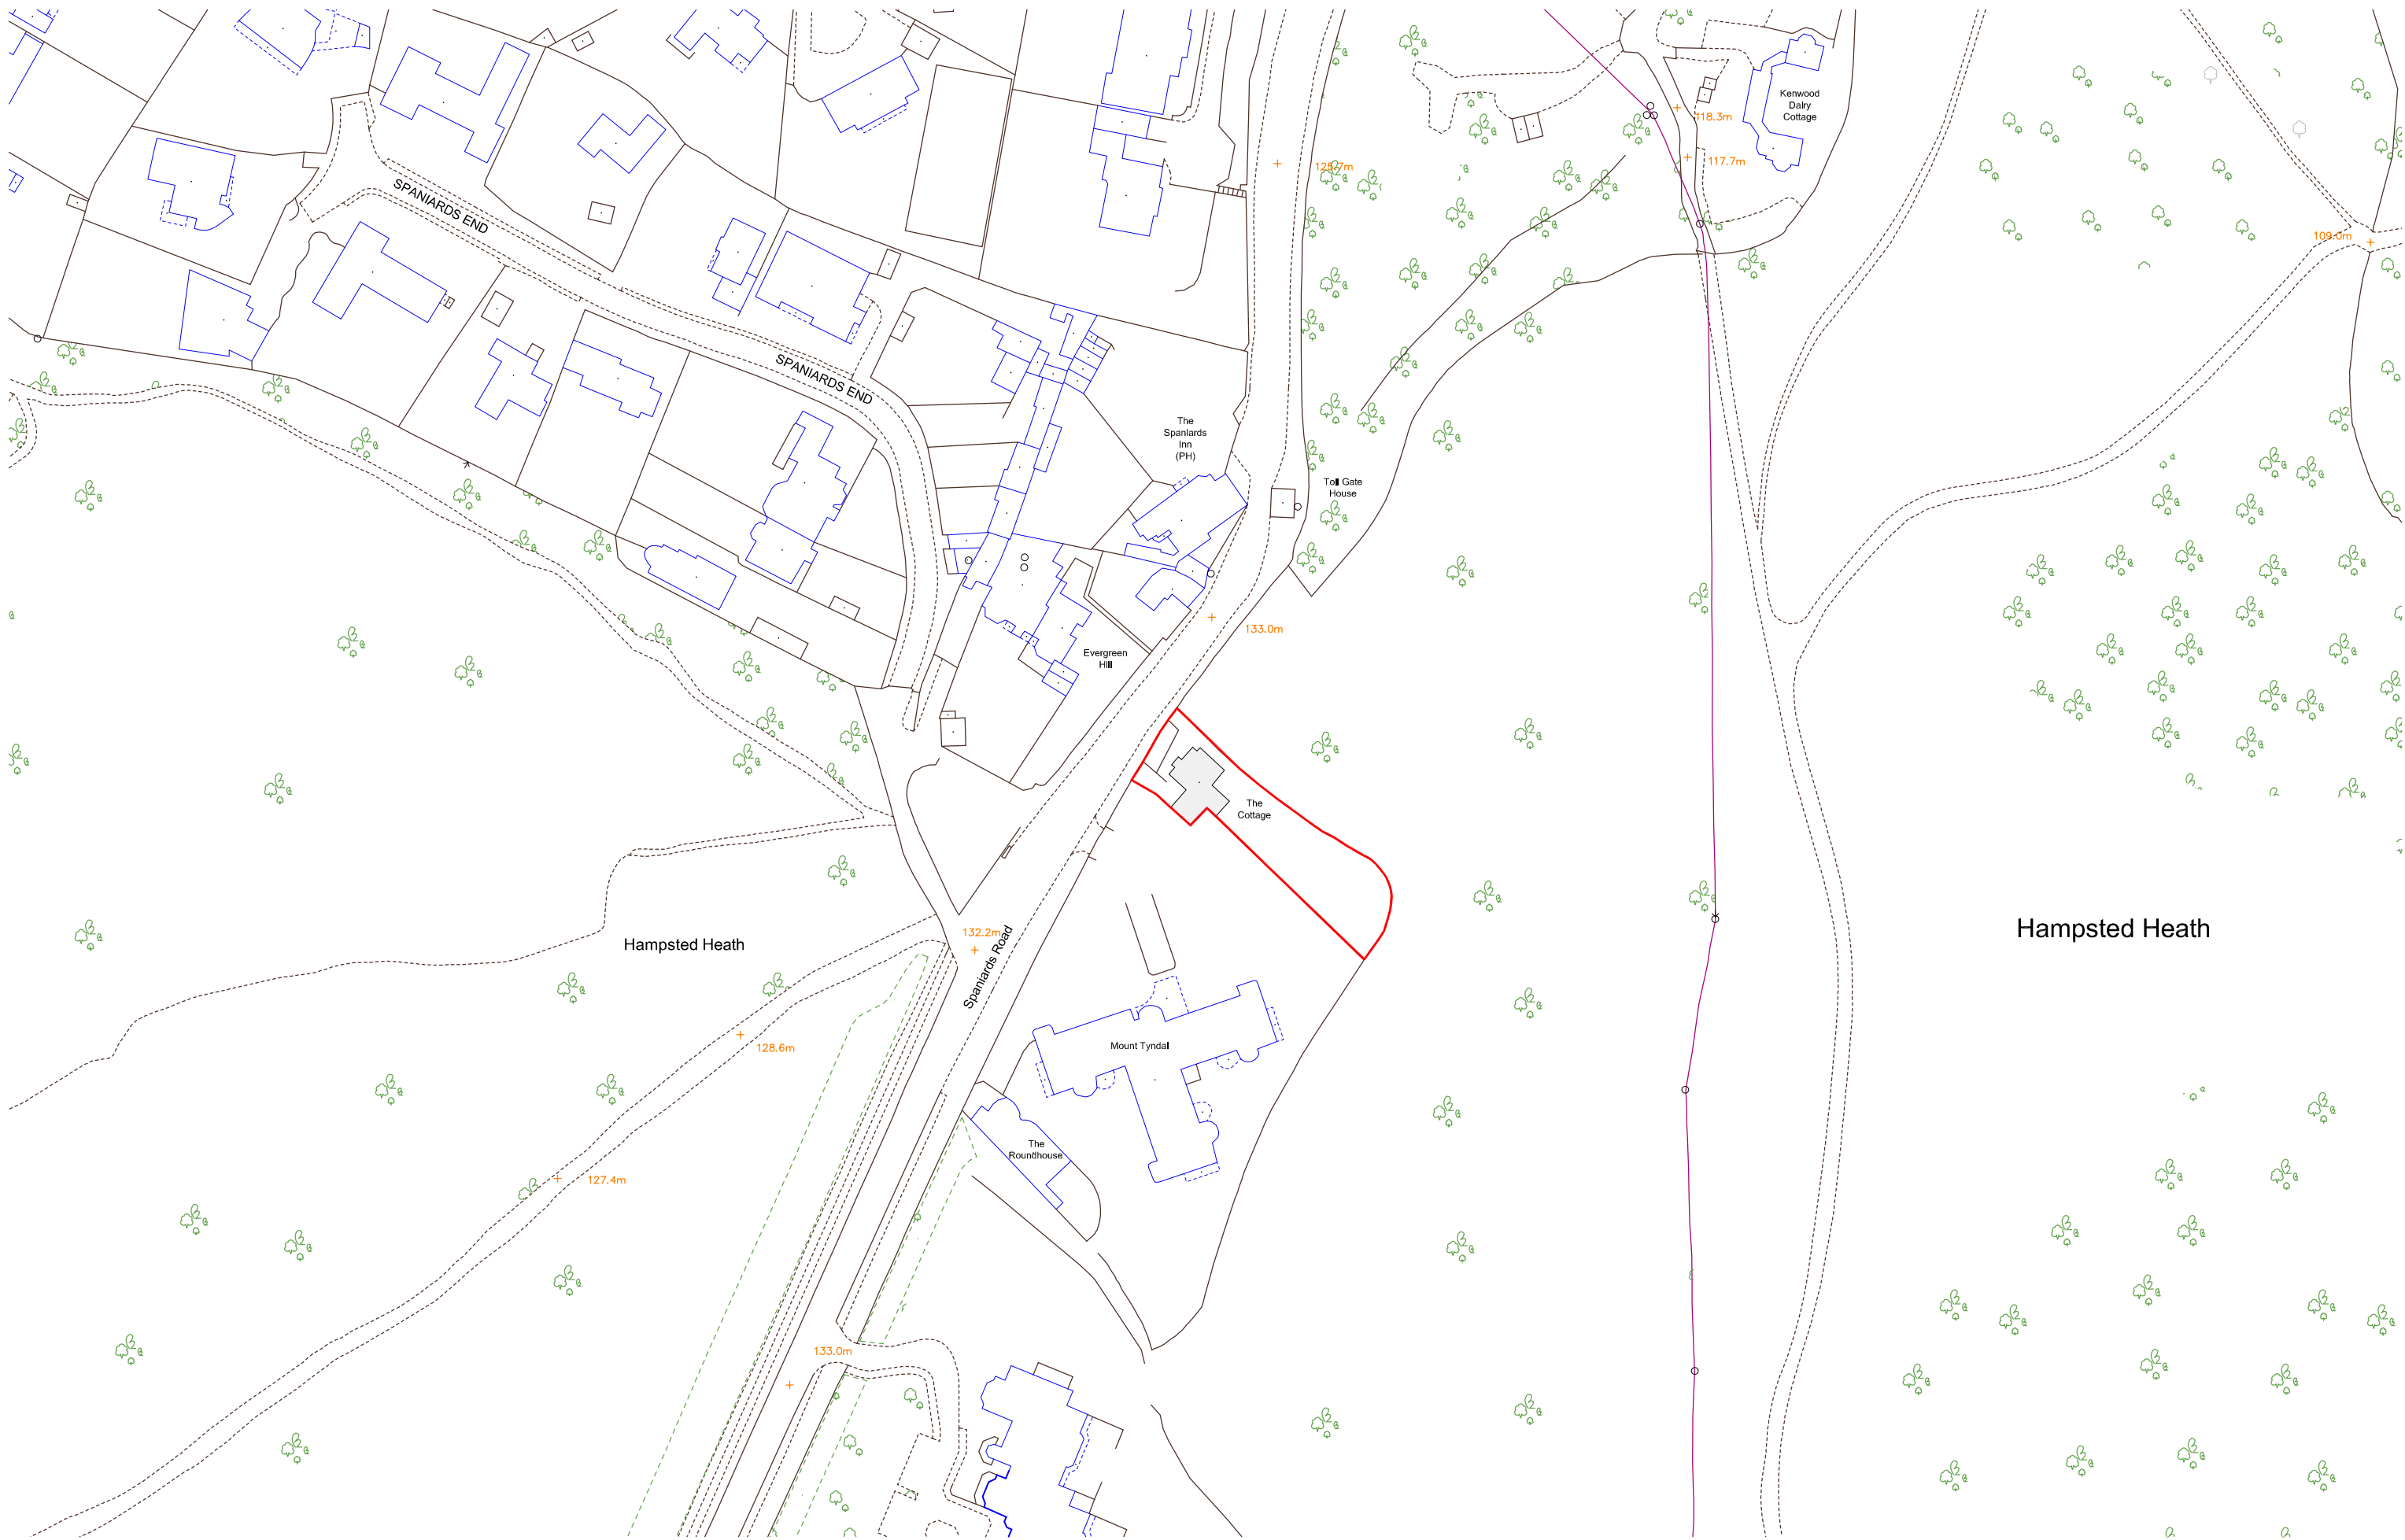 Kenwood
Dairy
Cottage
118.3m
125.7m
117.7m
SPANIARDS END
109.0m
SPANIARDS END
The
Spaniards
Inn
(PH)
Toll Gate
House
133.0m
Evergreen
Hill
The
Cottage
Hampsted Heath
Hampsted Heath
132.2m
Spaniards Road
128.6m
Mount Tyndal
The
Roundhouse
127.4m
133.0m